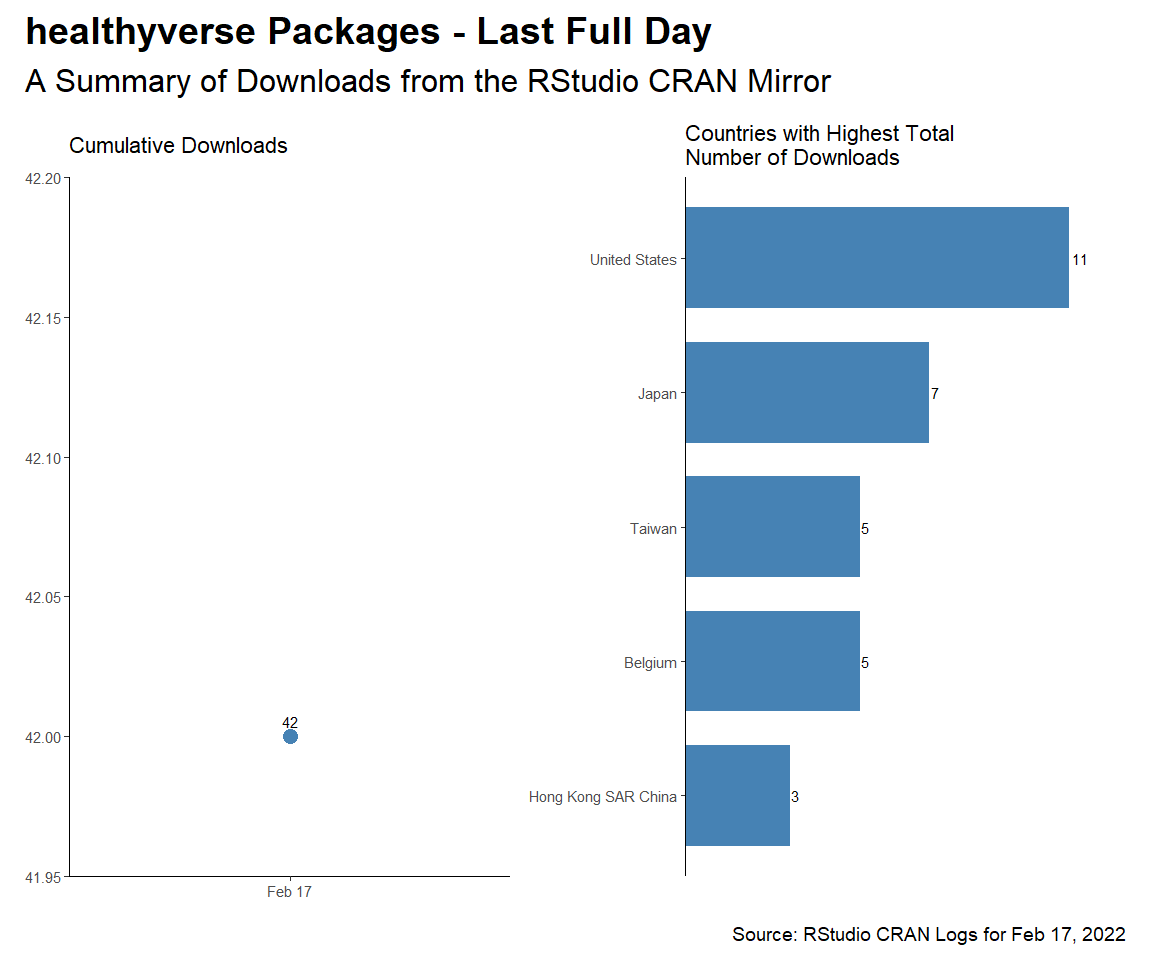 healthyverse Packages - Last Full Day
A Summary of Downloads from the RStudio CRAN Mirror
Cumulative Downloads
42.20
42.15
42.10
42.05
42.00
41.95
42
Feb 17
Countries with Highest Total
Number of Downloads
United States 11
Japan 7
Taiwan 5
Belgium 5
Hong Kong SAR China 3
Source: RStudio CRAN Logs for Feb 17, 2022